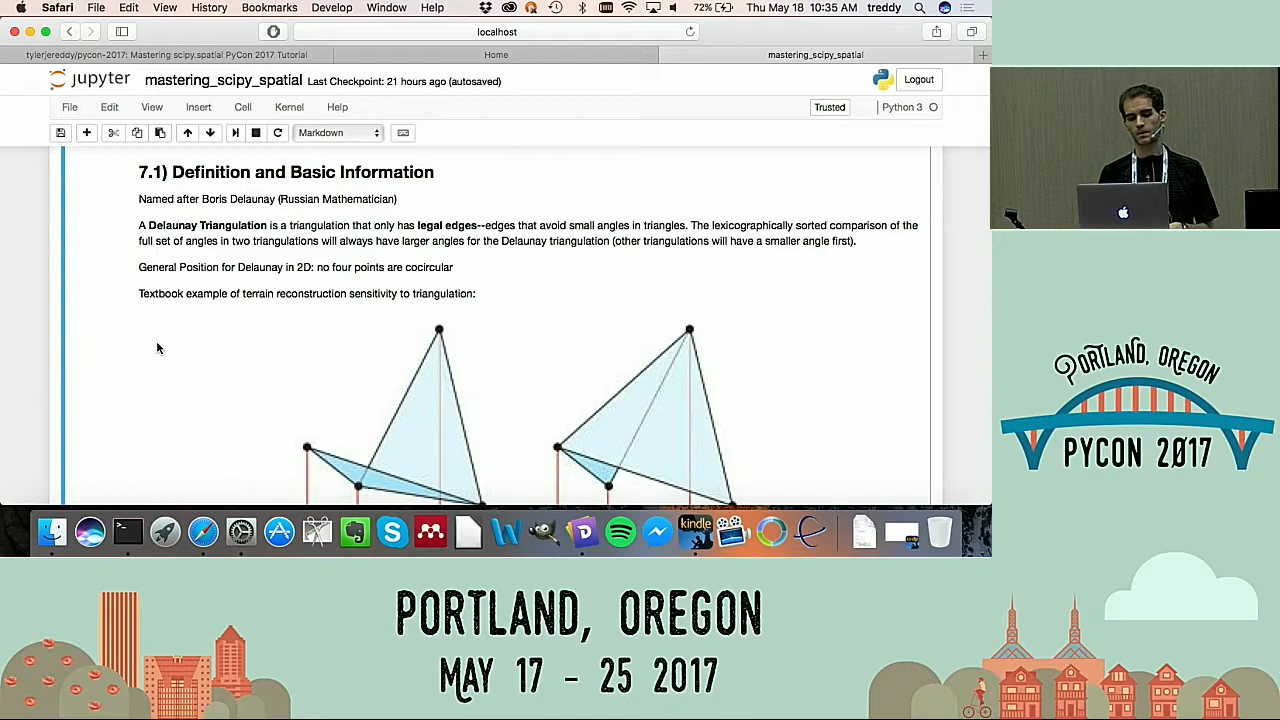 Safari File Edit View History Bookmarks Develop Window Help 72% Thu May 18 10:35 AM treddy
localhost
tylerjereddy/pycon-2017: Mastering scipy.spatial PyCon 2017 Tutorial Home mastering_scipy_spatial
jupyter mastering_scipy_spatial Last Checkpoint: 21 hours ago (autosaved) Logout
File Edit View Insert Cell Kernel Help Trusted Python 3
Markdown
7.1) Definition and Basic Information
Named after Boris Delaunay (Russian Mathematician)
A Delaunay Triangulation is a triangulation that only has legal edges--edges that avoid small angles in triangles. The lexicographically sorted comparison of the
full set of angles in two triangulations will always have larger angles for the Delaunay triangulation (other triangulations will have a smaller angle first).
General Position for Delaunay in 2D: no four points are cocircular
Textbook example of terrain reconstruction sensitivity to triangulation:
kindle
PORTLAND, OREGON
PYCON 2017
PORTLAND, OREGON
MAY 17 - 25 2017